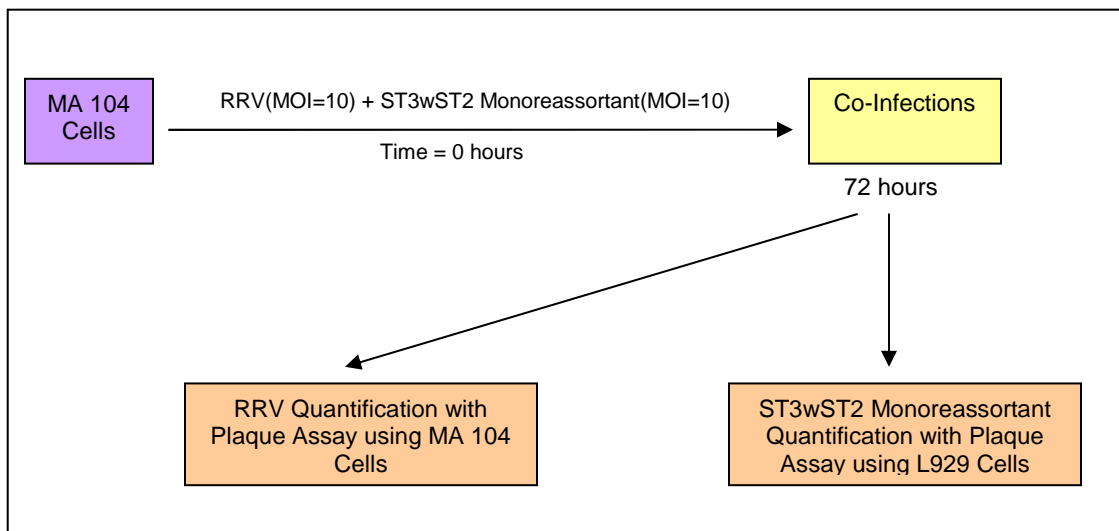 MA 104
Cells
RRV(MOI=10) + ST3wST2 Monoreassortant(MOI=10)
Time = 0 hours
Co-Infections
72 hours
RRV Quantification with
Plaque Assay using MA 104
Cells
ST3wST2 Monoreassortant
Quantification with Plaque
Assay using L929 Cells